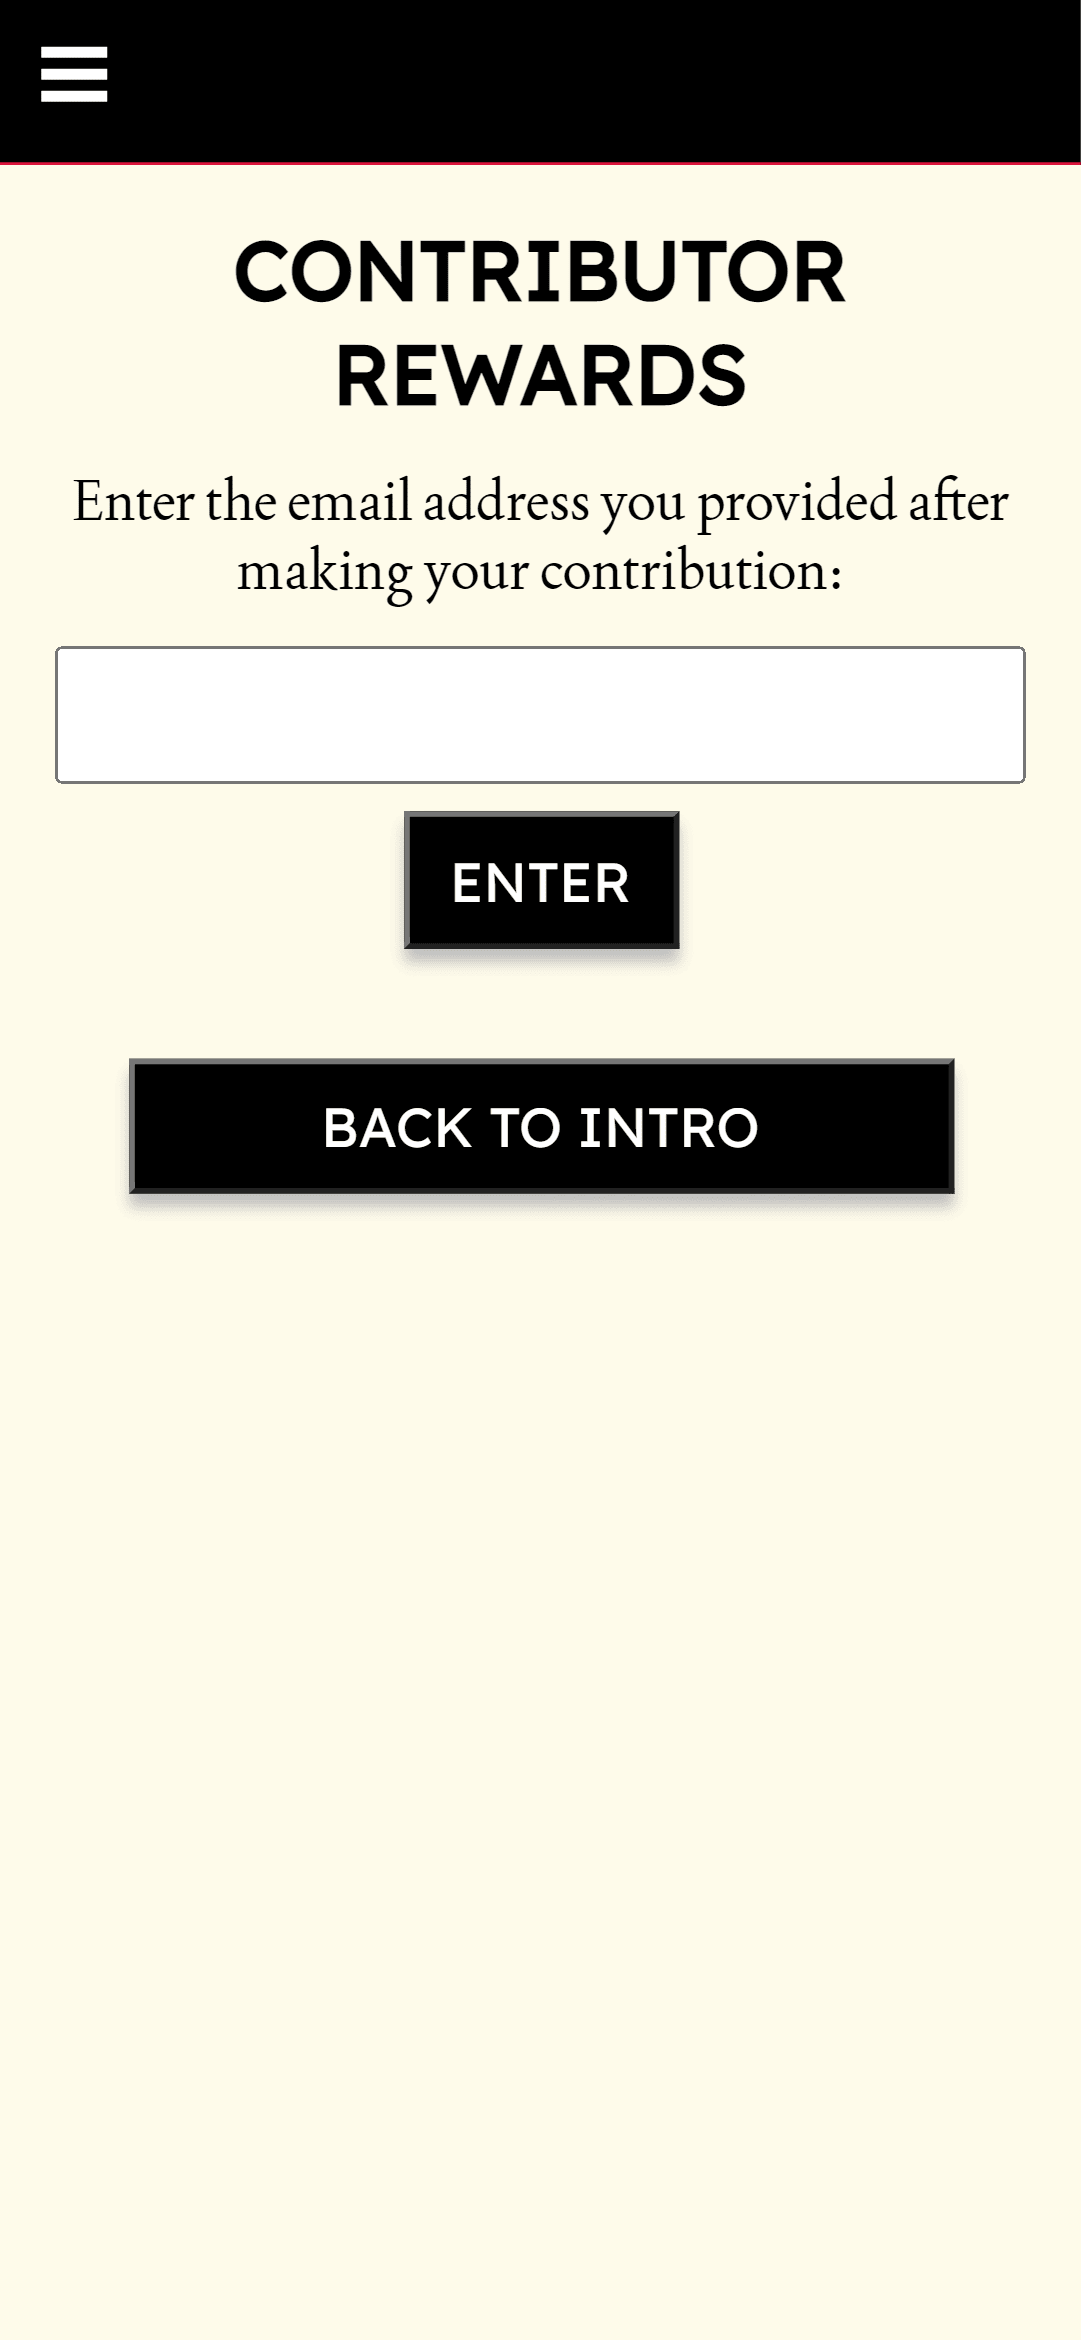 CONTRIBUTOR
REWARDS
Enter the email address you provided after
making your contribution:
ENTER
BACK TO INTRO